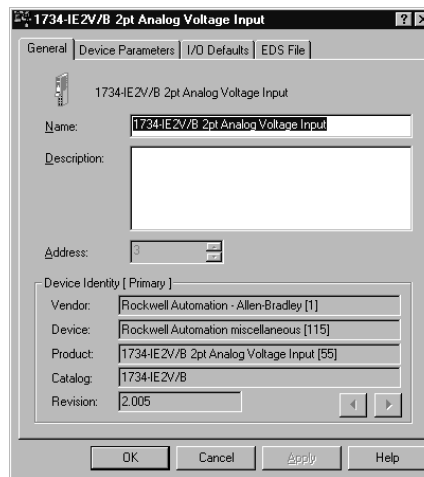 1734-IE2V/B 2pt Analog Voltage Input
General Device Parameters I/O Defaults EDS File
1734-IE2V/B 2pt Analog Voltage Input
Name: 1734-IE2V/B 2pt Analog Voltage Input
Description:
Address: 3
Device Identity [ Primary ]
Vendor: Rockwell Automation - Allen-Bradley [1]
Device: Rockwell Automation miscellaneous [115]
Product: 1734-IE2V/B 2pt Analog Voltage Input [55]
Catalog: 1734-IE2V/B
Revision: 2.005
OK Cancel Apply Help